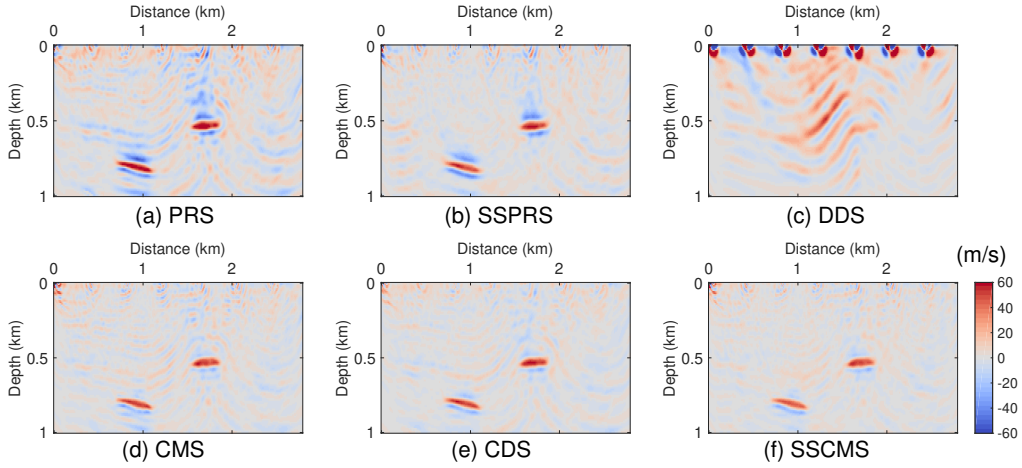 Distance (km) Distance (km) Distance (km)
0 1 2 0 1 2 0 1 2
0 0 0
Depth (km) Depth (km) Depth (km)
0.5 0.5 0.5
1 1 1
(a) PRS (b) SSPRS (c) DDS
Distance (km) Distance (km) Distance (km) (m/s)
0 1 2 0 1 2 0 1 2
0 0 0 60
40
Depth (km) Depth (km) Depth (km) 20
0.5 0.5 0.5 0
-20
-40
1 1 1 -60
(d) CMS (e) CDS (f) SSCMS